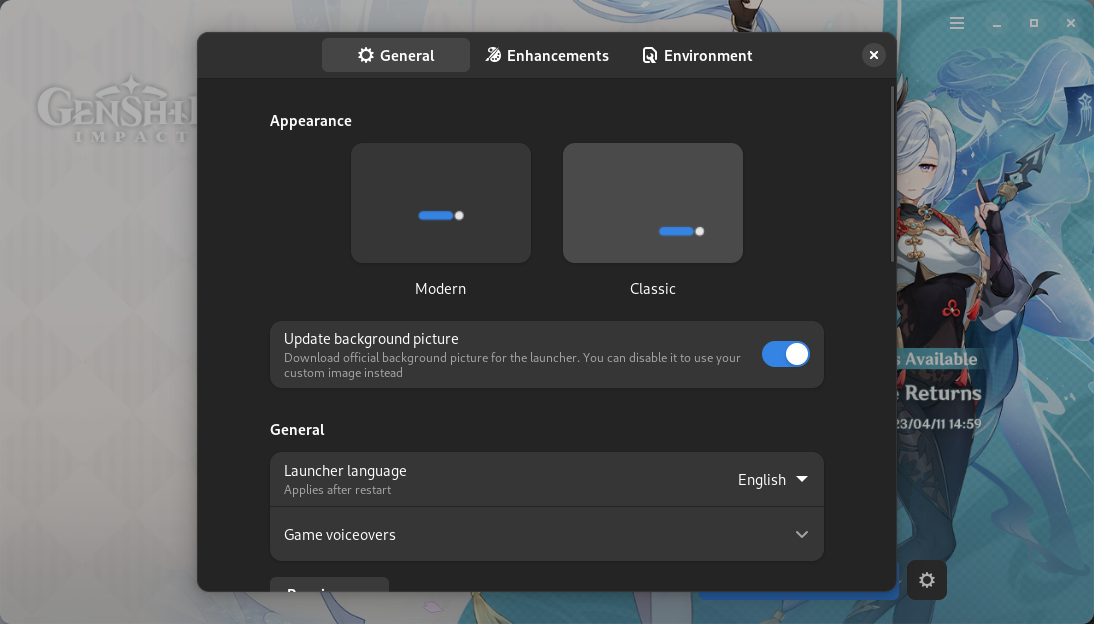 General
Enhancements
Environment
GENSHIN
IMPACT
Appearance
Modern
Classic
Update background picture
Download official background picture for the launcher. You can disable it to use your
custom image instead
Available
Returns
23/04/11 14:59
General
Launcher language
Applies after restart
English
Game voiceovers